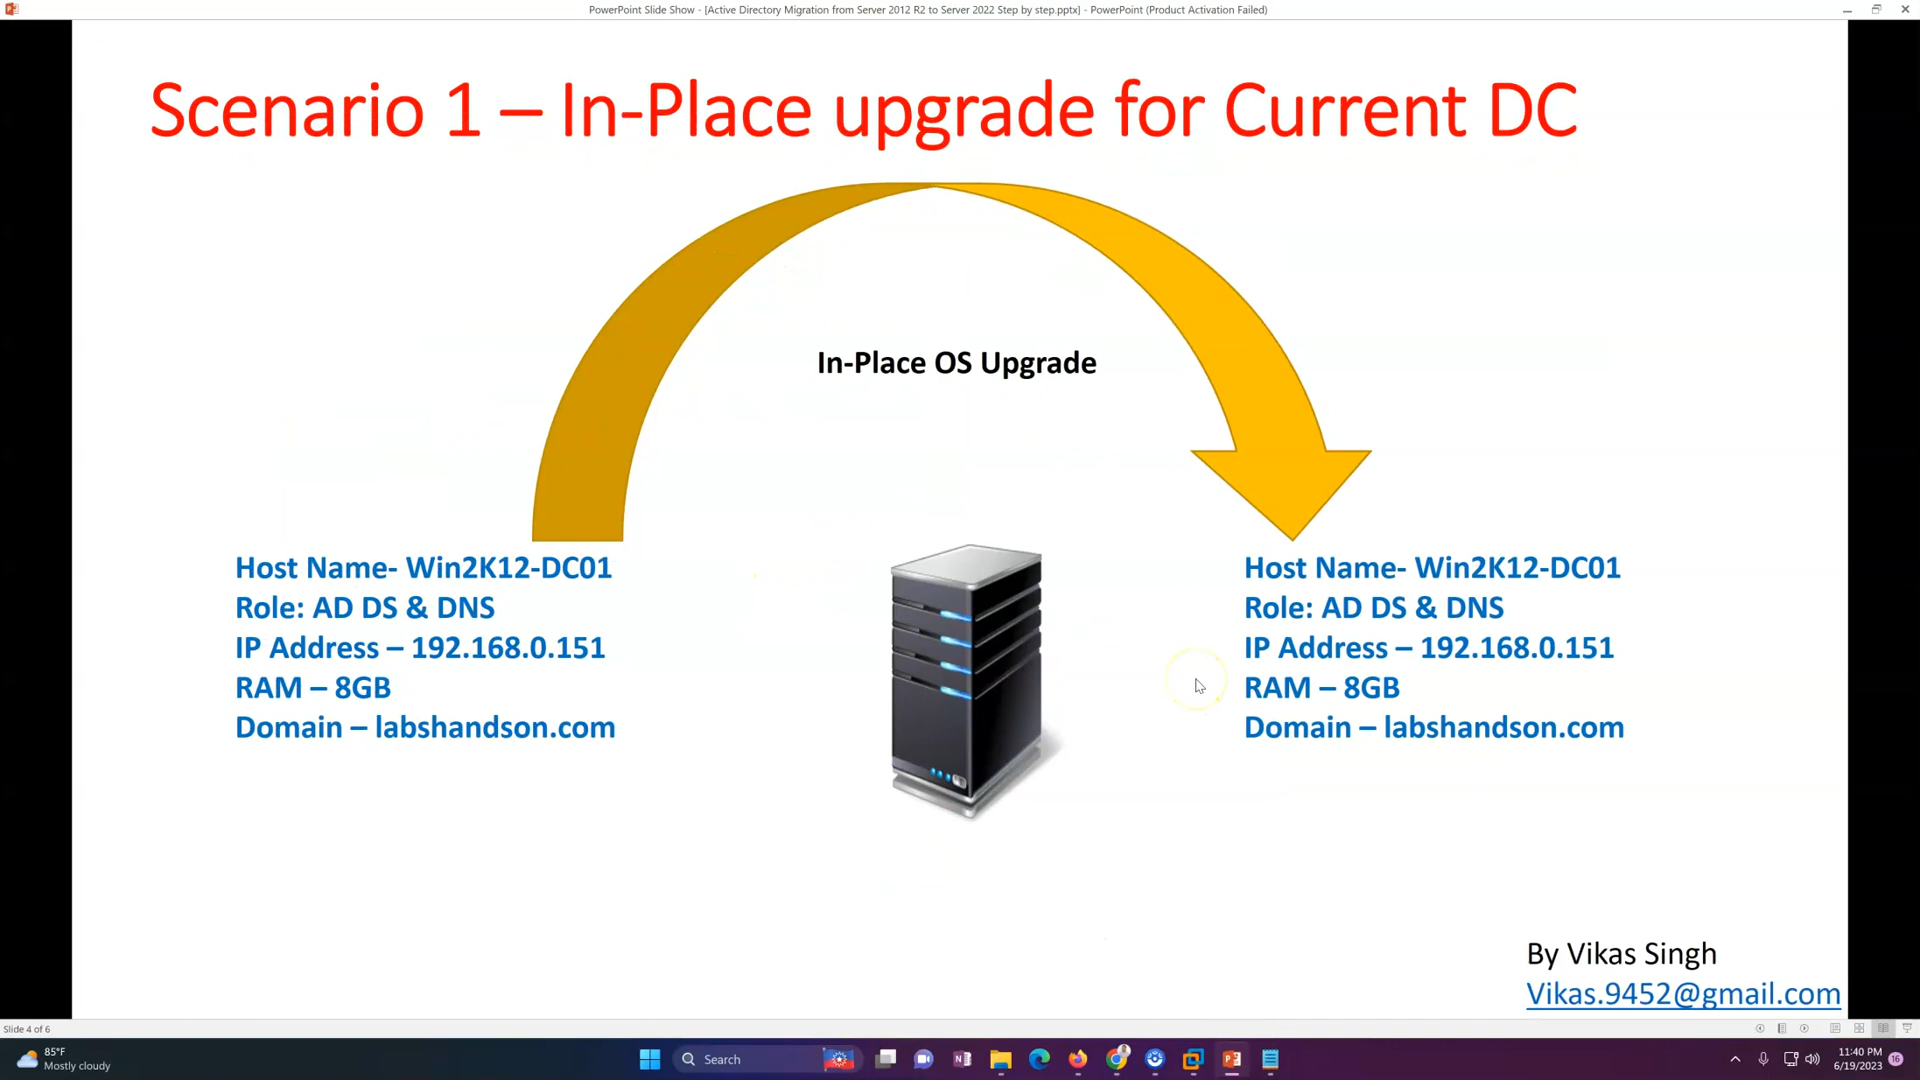 PowerPoint Slide Show - [Active Directory Migration from Server 2012 R2 to Server 2022 Step by step.pptx] - PowerPoint (Product Activation Failed)
Scenario 1 – In-Place upgrade for Current DC
In-Place OS Upgrade
Host Name- Win2K12-DC01
Role: AD DS & DNS
IP Address – 192.168.0.151
RAM – 8GB
Domain – labshandson.com
Host Name- Win2K12-DC01
Role: AD DS & DNS
IP Address – 192.168.0.151
RAM – 8GB
Domain – labshandson.com
By Vikas Singh
Vikas.9452@gmail.com
Slide 4 of 6
85°F
Mostly cloudy
Search
11:40 PM
6/19/2023
16